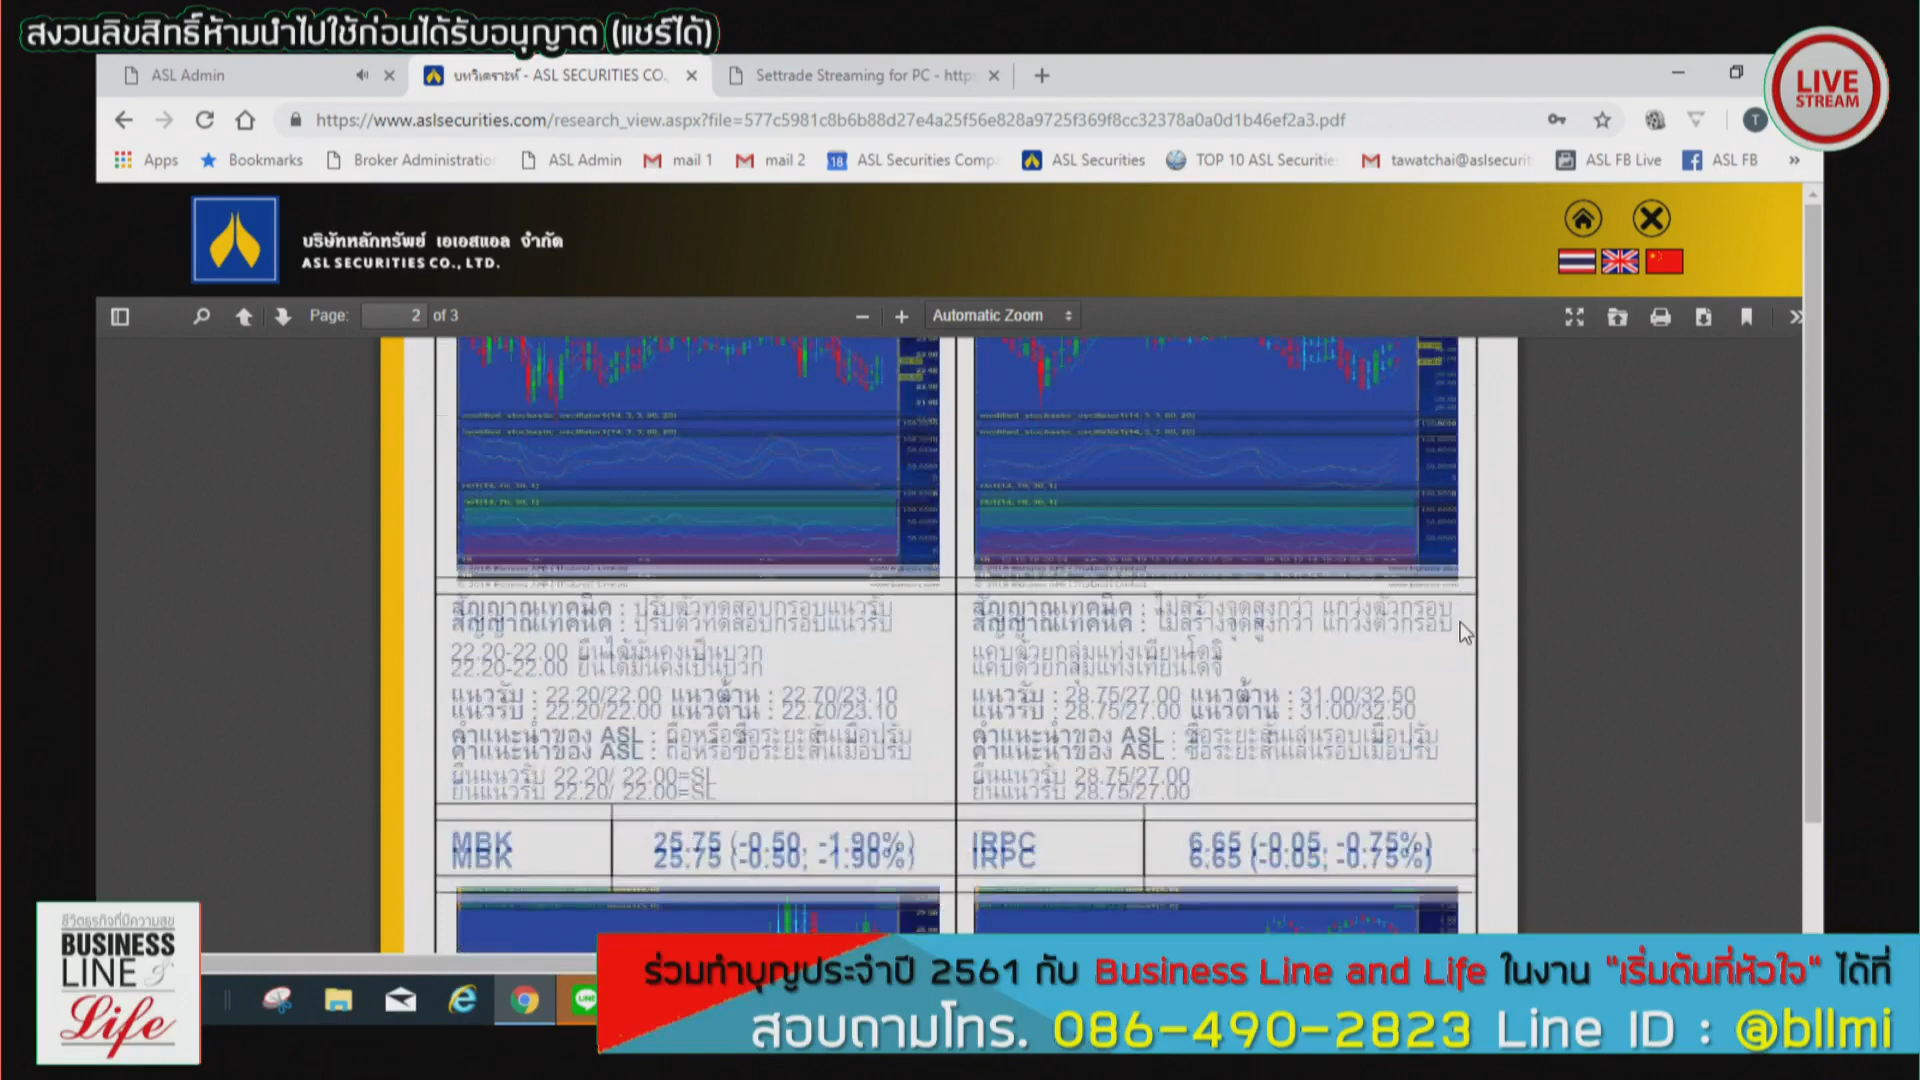 สงวนลิขสิทธิ์ห้ามนำไปใช้ก่อนได้รับอนุญาต (แชร์ได้)
LIVE
STREAM
ASL Admin
บทวิเคราะห์ - ASL SECURITIES CO.,
Settrade Streaming for PC - http
https://www.aslsecurities.com/research_view.aspx?file=577c5981c8b6b88d27e4a25f56e828a9725f369f8cc32378a0a0d1b46ef2a3.pdf
T
Apps
Bookmarks
Broker Administratio
ASL Admin
mail 1
mail 2
18
ASL Securities Comp
ASL Securities
TOP 10 ASL Securitie
tawatchai@aslsecurit
ASL FB Live
ASL FB
»
บริษัทหลักทรัพย์ เอเอสแอล จำกัด
ASL SECURITIES CO., LTD.
Page: 2 of 3
Automatic Zoom
สัญญาณเทคนิค : ปรับตัวทดสอบกรอบแนวรับ
22.20-22.00 ยืนได้มั่นคงเป็นบวก
แนวรับ : 22.20/22.00 แนวต้าน : 22.70/23.10
คำแนะนำของ ASL : ถือหรือซื้อระยะสั้นเมื่อปรับ
ยืนแนวรับ 22.20/ 22.00=SL
สัญญาณเทคนิค : ไม่สร้างจุดสูงกว่า แกว่งตัวกรอบ
แคบด้วยกลุ่มแท่งเทียนโดจิ
แนวรับ : 28.75/27.00 แนวต้าน : 31.00/32.50
คำแนะนำของ ASL : ซื้อระยะสั้นเล่นรอบเมื่อปรับ
ยืนแนวรับ 28.75/27.00
MBK
25.75 (-0.50, -1.90%)
IRPC
6.65 (-0.05, -0.75%)
ชีวิตธุรกิจที่มีความสุข
BUSINESS
LINE &
Life
LINE
ร่วมทำบุญประจำปี 2561 กับ Business Line and Life ในงาน "เริ่มต้นที่หัวใจ" ได้ที่
สอบถามโทร. 086-490-2823 Line ID : @bllmi